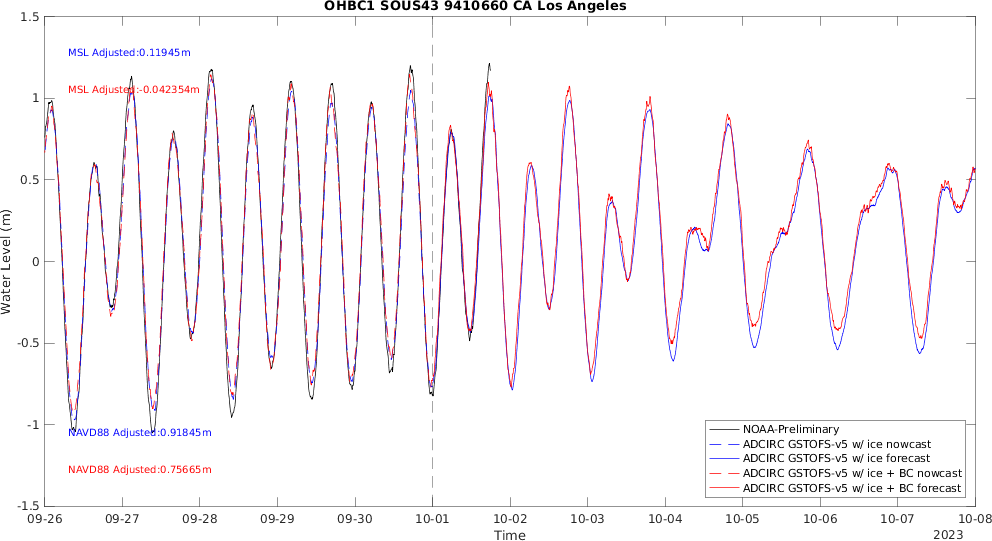 OHBC1 SOUS43 9410660 CA Los Angeles
1.5
1
0.5
0
-0.5
-1
-1.5
Water Level (m)
MSL Adjusted:0.11945m
MSL Adjusted:-0.042354m
NAVD88 Adjusted:0.91845m
NAVD88 Adjusted:0.75665m
NOAA-Preliminary
ADCIRC GSTOFS-v5 w/ ice nowcast
ADCIRC GSTOFS-v5 w/ ice forecast
ADCIRC GSTOFS-v5 w/ ice + BC nowcast
ADCIRC GSTOFS-v5 w/ ice + BC forecast
09-26 09-27 09-28 09-29 09-30 10-01 10-02 10-03 10-04 10-05 10-06 10-07 10-08
Time
2023